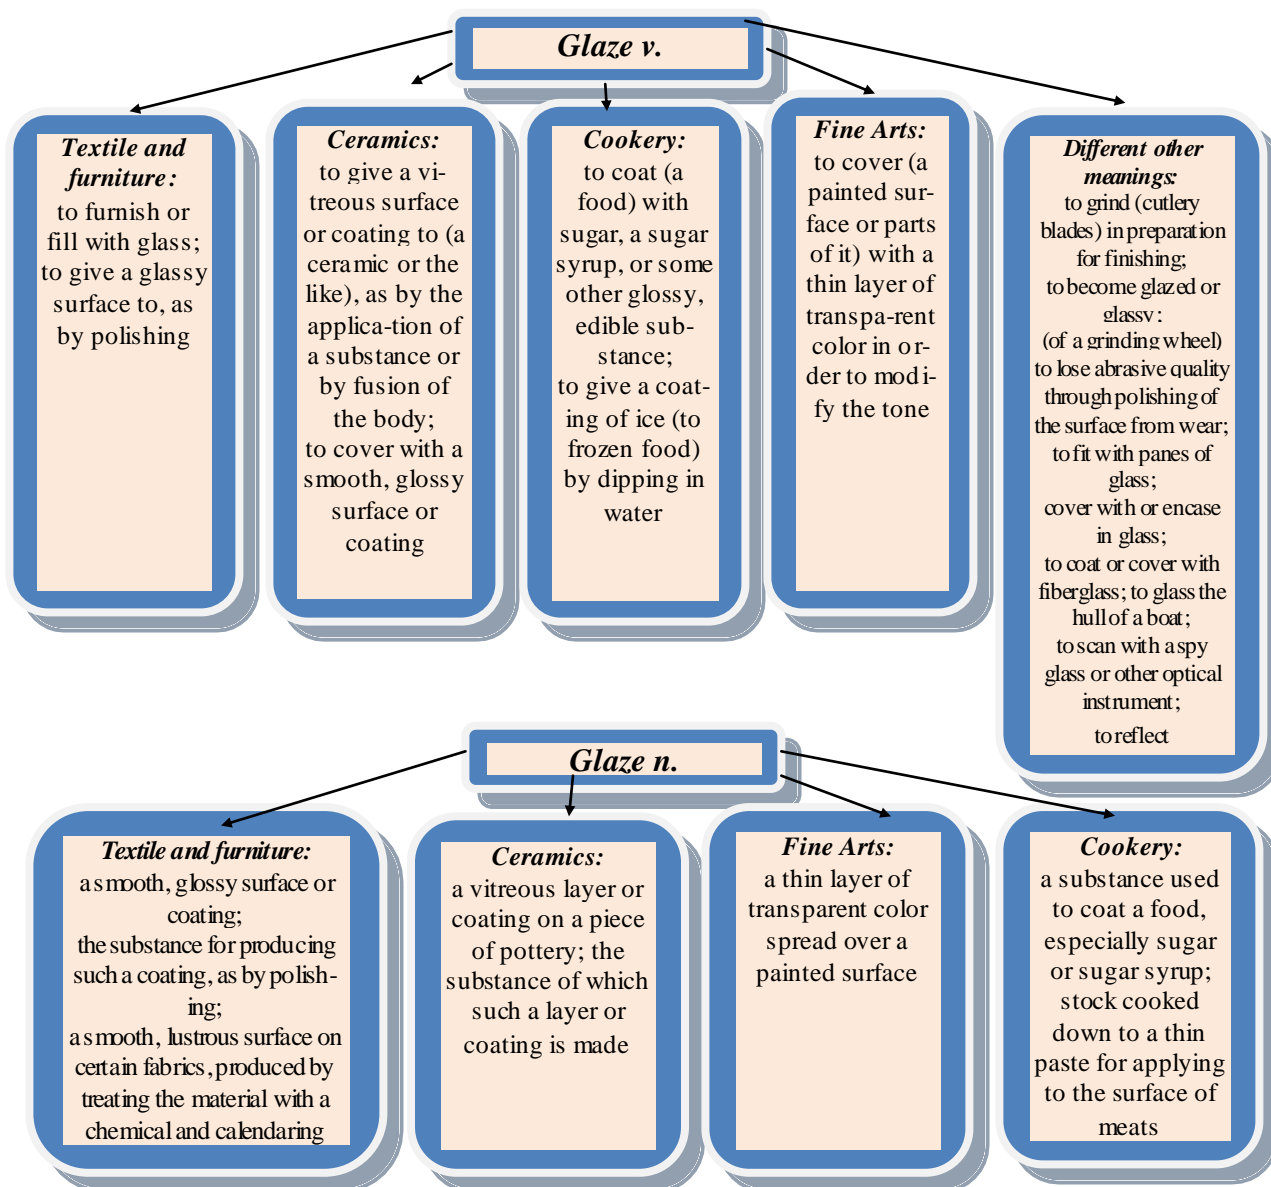 Glaze v.
Textile and
furniture:
to furnish or
fill with glass;
to give a glassy
surface to, as
by polishing
Ceramics:
to give a vi-
treous surface
or coating to (a
ceramic or the
like), as by the
applica-tion of
a substance or
by fusion of
the body;
to cover with a
smooth, glossy
surface or
coating
Cookery:
to coat (a
food) with
sugar, a sugar
syrup, or some
other glossy,
edible sub-
stance;
to give a coat-
ing of ice (to
frozen food)
by dipping in
water
Fine Arts:
to cover (a
painted sur-
face or parts
of it) with a
thin layer of
transpa-rent
color in or-
der to modi-
fy the tone
Different other
meanings:
to grind (cutlery
blades) in preparation
for finishing;
to become glazed or
glassy;
(of a grinding wheel)
to lose abrasive quality
through polishing of
the surface from wear;
to fit with panes of
glass;
cover with or encase
in glass;
to coat or cover with
fiberglass; to glass the
hull of a boat;
to scan with a spy
glass or other optical
instrument;
to reflect
Glaze n.
Textile and furniture:
a smooth, glossy surface or
coating;
the substance for producing
such a coating, as by polish-
ing;
a smooth, lustrous surface on
certain fabrics, produced by
treating the material with a
chemical and calendaring
Ceramics:
a vitreous layer or
coating on a piece
of pottery; the
substance of which
such a layer or
coating is made
Fine Arts:
a thin layer of
transparent color
spread over a
painted surface
Cookery:
a substance used
to coat a food,
especially sugar
or sugar syrup;
stock cooked
down to a thin
paste for applying
to the surface of
meats